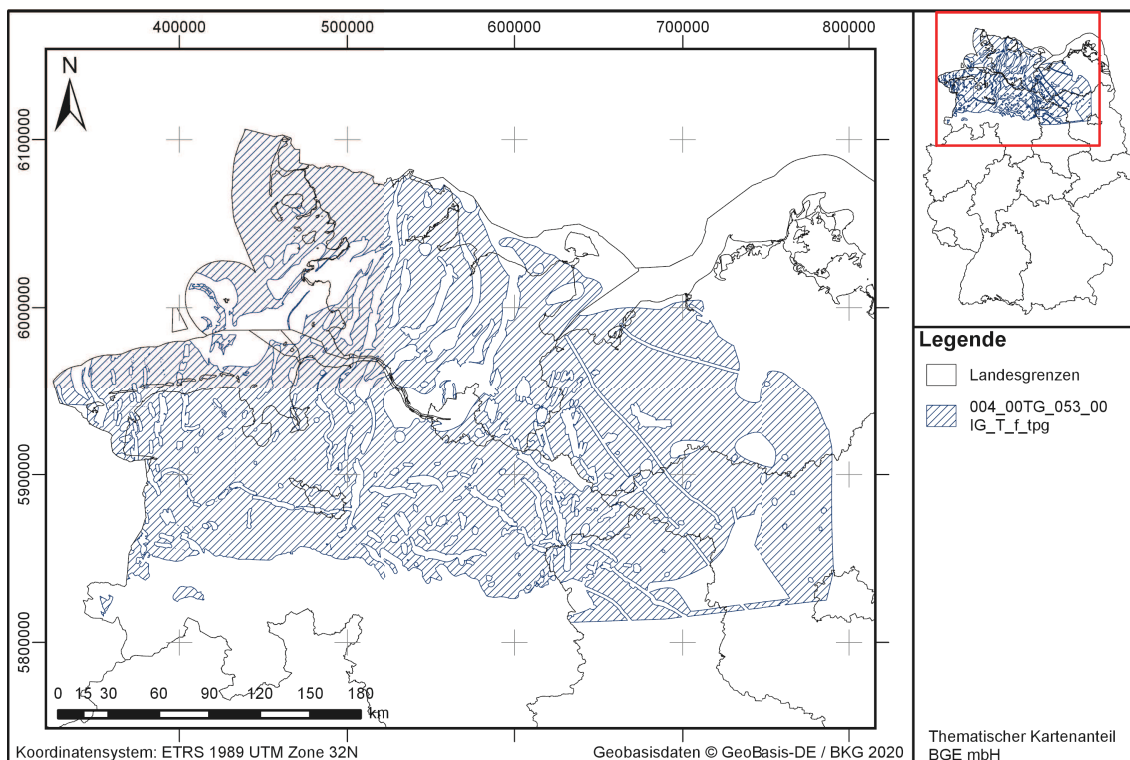 400000 500000 600000 700000 800000
N
6100000
6000000
5900000
5800000
0 15 30 60 90 120 150 180
km
Koordinatensystem: ETRS 1989 UTM Zone 32N
Geobasisdaten © GeoBasis-DE / BKG 2020
Legende
Landesgrenzen
004_00TG_053_00
IG_T_f_tpg
Thematischer Kartenanteil
BGE mbH